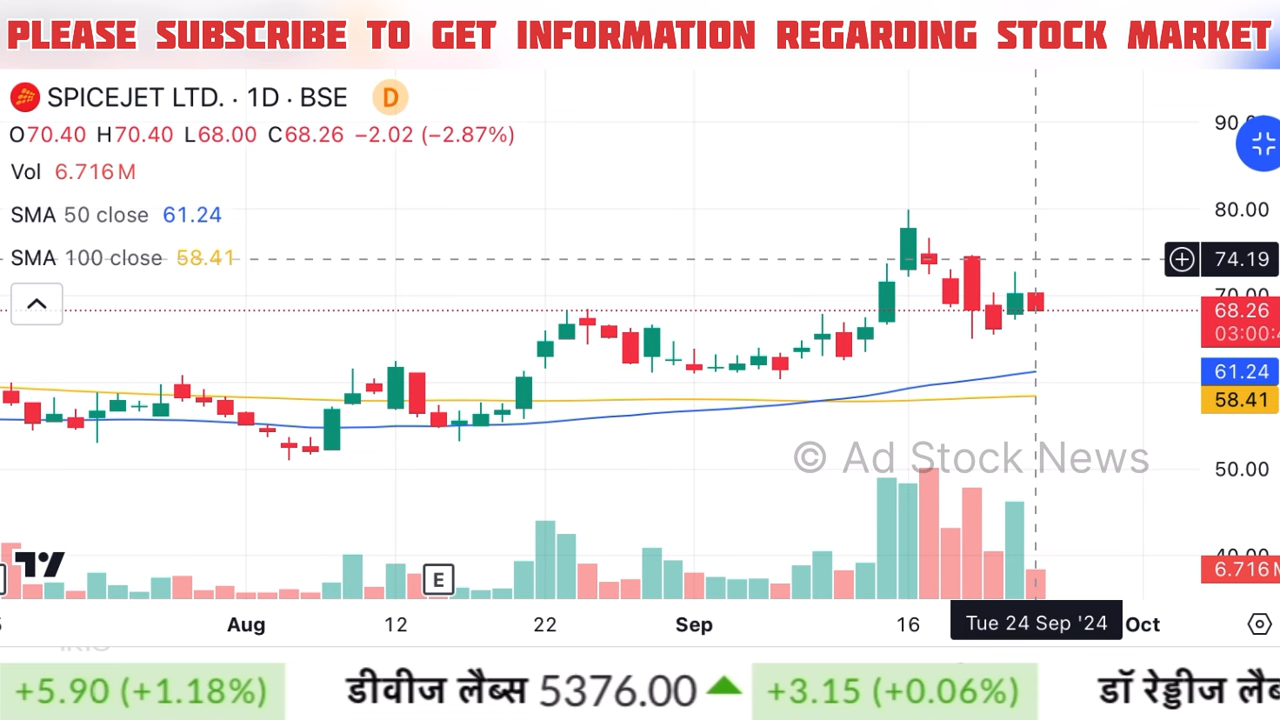 PLEASE SUBSCRIBE TO GET INFORMATION REGARDING STOCK MARKET
SPICEJET LTD. · 1D · BSE D
O70.40 H70.40 L68.00 C68.26 −2.02 (−2.87%)
Vol 6.716 M
SMA 50 close 61.24
SMA 100 close 58.41
80.00
74.19
70.00
68.26
03:00:
61.24
58.41
© Ad Stock News
50.00
40.00
E
6.716 M
Aug 12 22 Sep 16 Tue 24 Sep '24 Oct
+5.90 (+1.18%) डीवीज लैब्स 5376.00 +3.15 (+0.06%) डॉ रेड्डीज